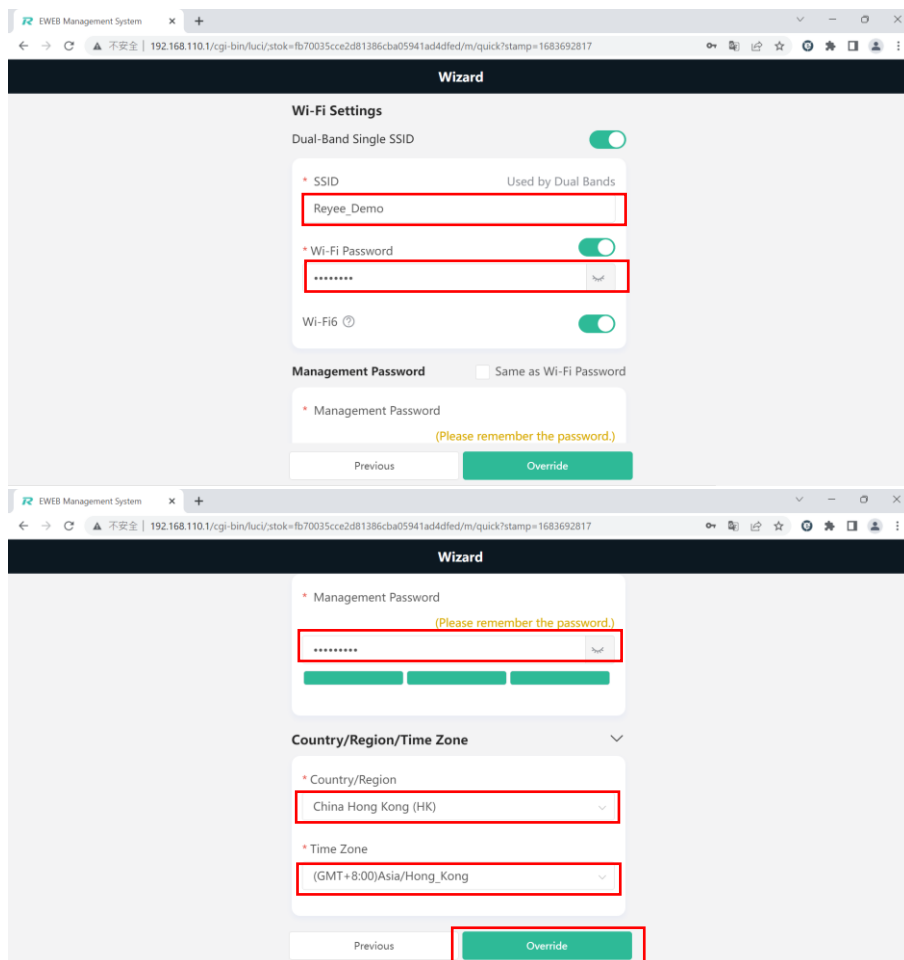 EWEB Management System
不安全 | 192.168.110.1/cgi-bin/luci/;stok=fb70035cce2d81386cba05941ad4dfed/m/quick?stamp=1683692817
Wizard
Wi-Fi Settings
Dual-Band Single SSID
* SSID Used by Dual Bands
Reyee_Demo
* Wi-Fi Password
••••••••
Wi-Fi6
Management Password Same as Wi-Fi Password
* Management Password
(Please remember the password.)
Previous Override
EWEB Management System
不安全 | 192.168.110.1/cgi-bin/luci/;stok=fb70035cce2d81386cba05941ad4dfed/m/quick?stamp=1683692817
Wizard
* Management Password
(Please remember the password.)
•••••••••
Country/Region/Time Zone
* Country/Region
China Hong Kong (HK)
* Time Zone
(GMT+8:00)Asia/Hong_Kong
Previous Override